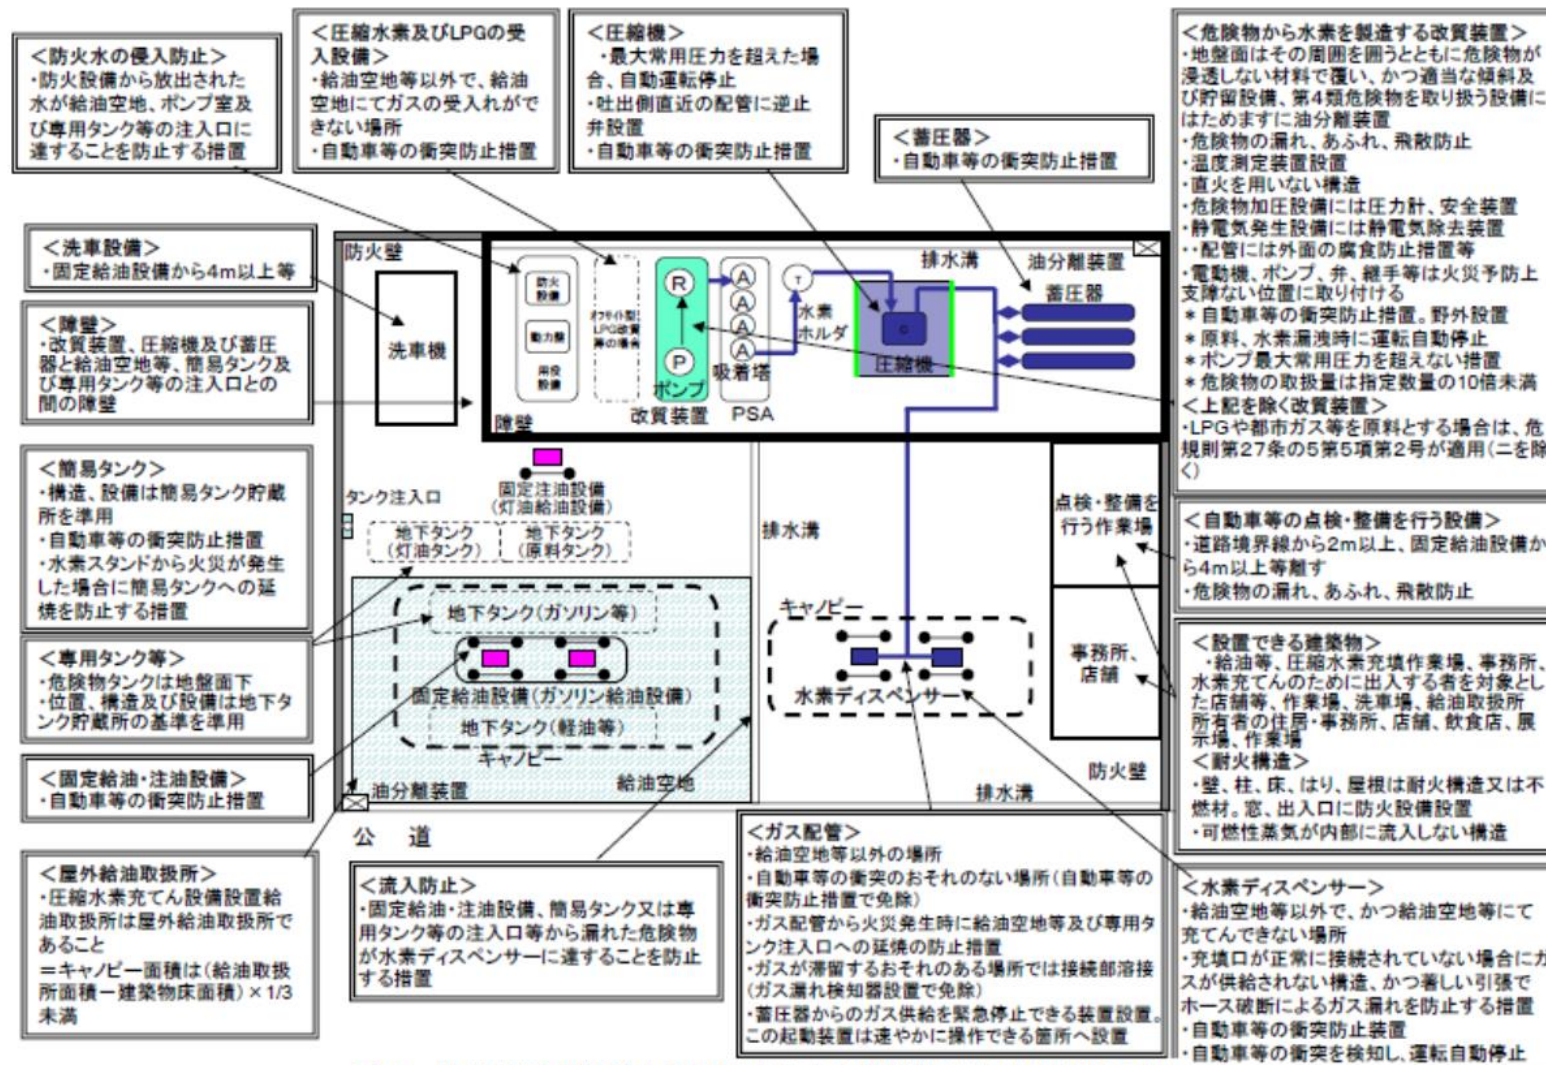 <防火水の侵入防止>
・防火設備から放出された
水が給油空地、ポンプ室及
び専用タンク等の注入口に
達することを防止する措置
<圧縮水素及びLPGの受
入設備>
・給油空地等以外で、給油
空地にてガスの受入れがで
きない場所
・自動車等の衝突防止措置
<圧縮機>
・最大常用圧力を超えた場
合、自動運転停止
・吐出側直近の配管に逆止
弁設置
・自動車等の衝突防止措置
<蓄圧器>
・自動車等の衝突防止措置
<危険物から水素を製造する改質装置>
・地盤面はその周囲を囲うとともに危険物が
浸透しない材料で覆い、かつ適当な傾斜及
び貯留設備、第4類危険物を取り扱う設備に
はためますに油分離装置
・危険物の漏れ、あふれ、飛散防止
・温度測定装置設置
・直火を用いない構造
・危険物加圧設備には圧力計、安全装置
・静電気発生設備には静電気除去装置
・・配管には外面の腐食防止措置等
・電動機、ポンプ、弁、継手等は火災予防上
支障ない位置に取り付ける
＊自動車等の衝突防止措置。野外設置
＊原料、水素漏洩時に運転自動停止
＊ポンプ最大常用圧力を超えない措置
＊危険物の取扱量は指定数量の10倍未満
<上記を除く改質装置>
・LPGや都市ガス等を原料とする場合は、危
規則第27条の5第5項第2号が適用(ニを除
く)
<洗車設備>
・固定給油設備から4m以上等
<障壁>
・改質装置、圧縮機及び蓄圧
器と給油空地等、簡易タンク及
び専用タンク等の注入口との
間の障壁
<簡易タンク>
・構造、設備は簡易タンク貯蔵
所を準用
・自動車等の衝突防止措置
・水素スタンドから火災が発生
した場合に簡易タンクへの延
焼を防止する措置
<専用タンク等>
・危険物タンクは地盤面下
・位置、構造及び設備は地下タ
ンク貯蔵所の基準を準用
<固定給油・注油設備>
・自動車等の衝突防止措置
<屋外給油取扱所>
・圧縮水素充てん設備設置給
油取扱所は屋外給油取扱所で
あること
＝キャノピー面積は(給油取扱
所面積ー建築物床面積)×1/3
未満
防火壁
洗車機
防火
設備
動力盤
用役
設備
オフサイト型
LPG改質
等の場合
R
P
ポンプ
改質装置
A
A
A
A
吸着塔
PSA
T
水素
ホルダ
圧縮機
排水溝
油分離装置
蓄圧器
障壁
固定注油設備
(灯油給油設備)
タンク注入口
地下タンク
(灯油タンク)
地下タンク
(原料タンク)
排水溝
地下タンク(ガソリン等)
固定給油設備(ガソリン給油設備)
地下タンク(軽油等)
キャノピー
油分離装置
給油空地
キャノピー
水素ディスペンサー
点検・整備を
行う作業場
事務所、
店舗
防火壁
排水溝
公 道
<流入防止>
・固定給油・注油設備、簡易タンク又は専
用タンク等の注入口等から漏れた危険物
が水素ディスペンサーに達することを防止
する措置
<ガス配管>
・給油空地等以外の場所
・自動車等の衝突のおそれのない場所(自動車等の
衝突防止措置で免除)
・ガス配管から火災発生時に給油空地等及び専用タ
ンク注入口への延焼の防止措置
・ガスが滞留するおそれのある場所では接続部溶接
(ガス漏れ検知器設置で免除)
・蓄圧器からのガス供給を緊急停止できる装置設置。
この起動装置は速やかに操作できる箇所へ設置
<自動車等の点検・整備を行う設備>
・道路境界線から2m以上、固定給油設備か
ら4m以上等離す
・危険物の漏れ、あふれ、飛散防止
<設置できる建築物>
・給油等、圧縮水素充填作業場、事務所、
水素充てんのために出入する者を対象とし
た店舗等、作業場、洗車場、給油取扱所
所有者の住居・事務所、店舗、飲食店、展
示場、作業場
<耐火構造>
・壁、柱、床、はり、屋根は耐火構造又は不
燃材。窓、出入口に防火設備設置
・可燃性蒸気が内部に流入しない構造
<水素ディスペンサー>
・給油空地等以外で、かつ給油空地等にて
充てんできない場所
・充填口が正常に接続されていない場合にガ
スが供給されない構造、かつ著しい引張で
ホース破断によるガス漏れを防止する措置
・自動車等の衝突防止装置
・自動車等の衝突を検知し、運転自動停止